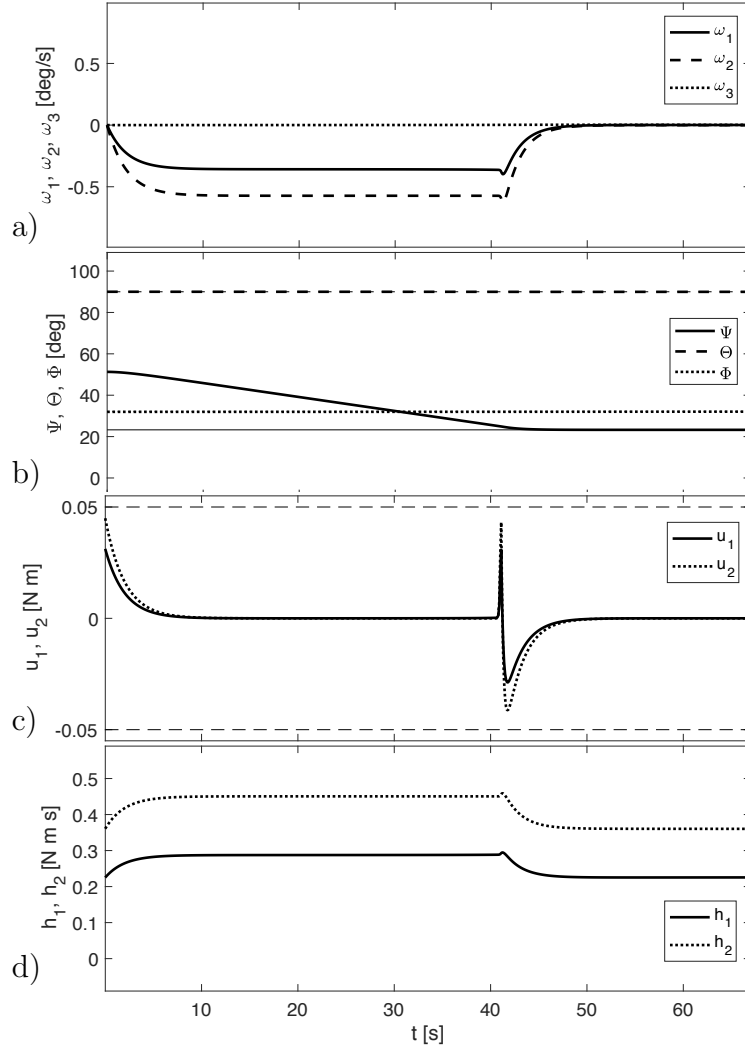 0.5
0
-0.5
ω₁, ω₂, ω₃ [deg/s]
ω₁
ω₂
ω₃
a)
100
80
60
40
20
0
Ψ, Θ, Φ [deg]
Ψ
Θ
Φ
b)
0.05
0
-0.05
u₁, u₂ [N m]
u₁
u₂
c)
0.5
0.4
0.3
0.2
0.1
0
h₁, h₂ [N m s]
h₁
h₂
d)
10 20 30 40 50 60
t [s]